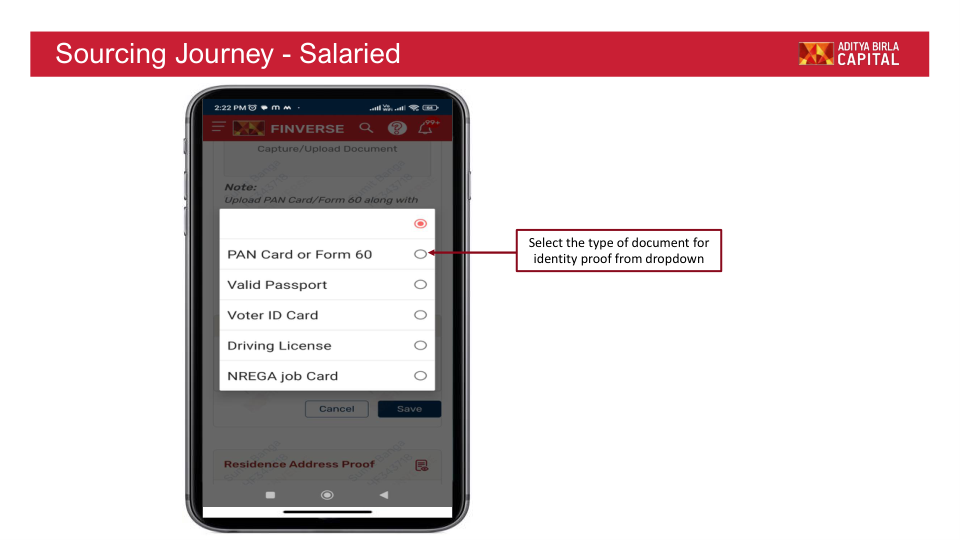 Sourcing Journey - Salaried
ADITYA BIRLA
CAPITAL
2:22 PM
FINVERSE
99+
Capture/Upload Document
Note:
Upload PAN Card/Form 60 along with
PAN Card or Form 60
Valid Passport
Voter ID Card
Driving License
NREGA job Card
Cancel Save
Residence Address Proof
Select the type of document for
identity proof from dropdown